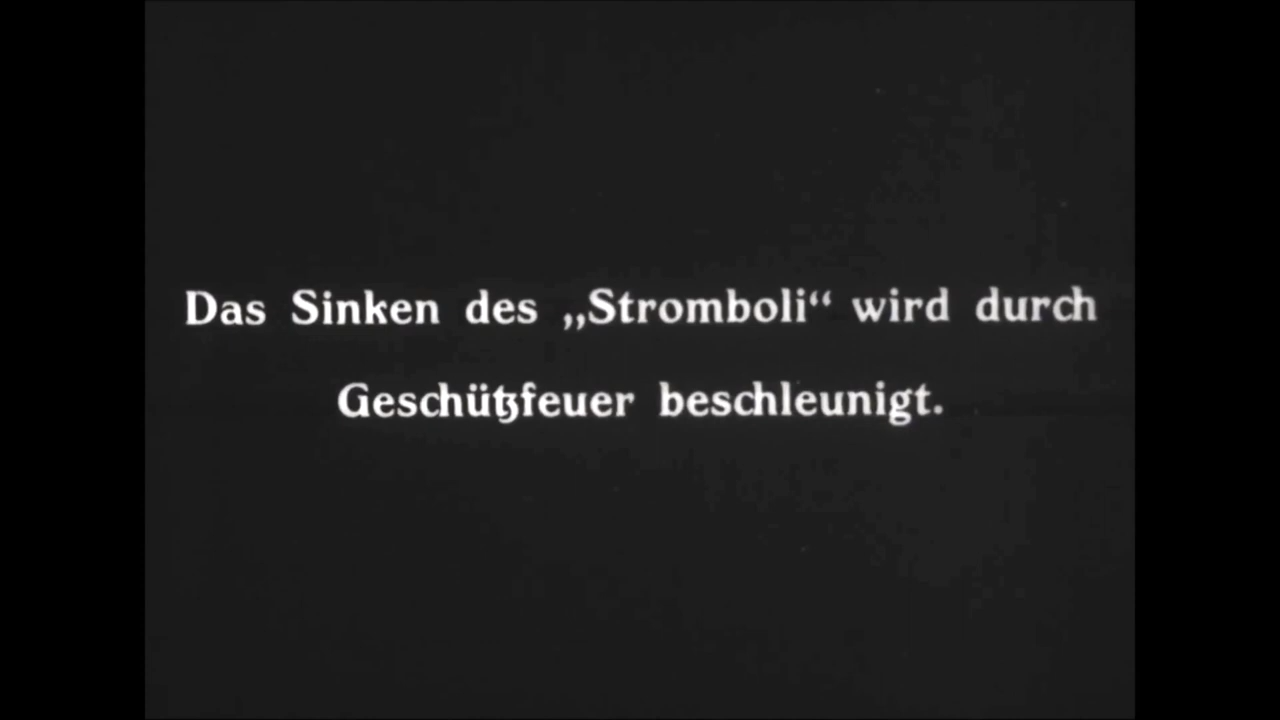 Das Sinken des „Stromboli“ wird durch
Geschützfeuer beschleunigt.